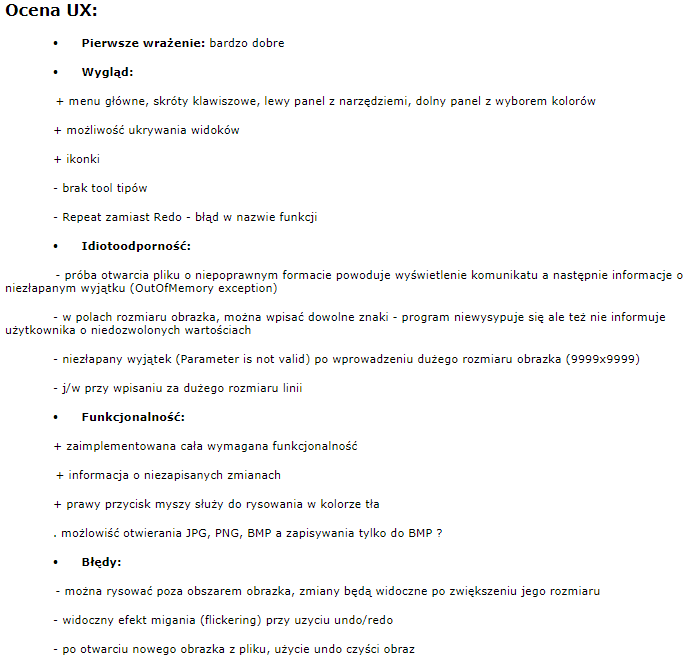 Ocena UX:
• Pierwsze wrażenie: bardzo dobre
• Wygląd:
+ menu główne, skróty klawiszowe, lewy panel z narzędziemi, dolny panel z wyborem kolorów
+ możliwość ukrywania widoków
+ ikonki
- brak tool tipów
- Repeat zamiast Redo - błąd w nazwie funkcji
• Idiotoodporność:
- próba otwarcia pliku o niepoprawnym formacie powoduje wyświetlenie komunikatu a następnie informacje o
niezłapanym wyjątku (OutOfMemory exception)
- w polach rozmiaru obrazka, można wpisać dowolne znaki - program niewysypuje się ale też nie informuje
użytkownika o niedozwolonych wartościach
- niezłapany wyjątek (Parameter is not valid) po wprowadzeniu dużego rozmiaru obrazka (9999x9999)
- j/w przy wpisaniu za dużego rozmiaru linii
• Funkcjonalność:
+ zaimplementowana cała wymagana funkcjonalność
+ informacja o niezapisanych zmianach
+ prawy przycisk myszy służy do rysowania w kolorze tła
. możlowiść otwierania JPG, PNG, BMP a zapisywania tylko do BMP ?
• Błędy:
- można rysować poza obszarem obrazka, zmiany będą widoczne po zwiększeniu jego rozmiaru
- widoczny efekt migania (flickering) przy uzyciu undo/redo
- po otwarciu nowego obrazka z pliku, użycie undo czyści obraz